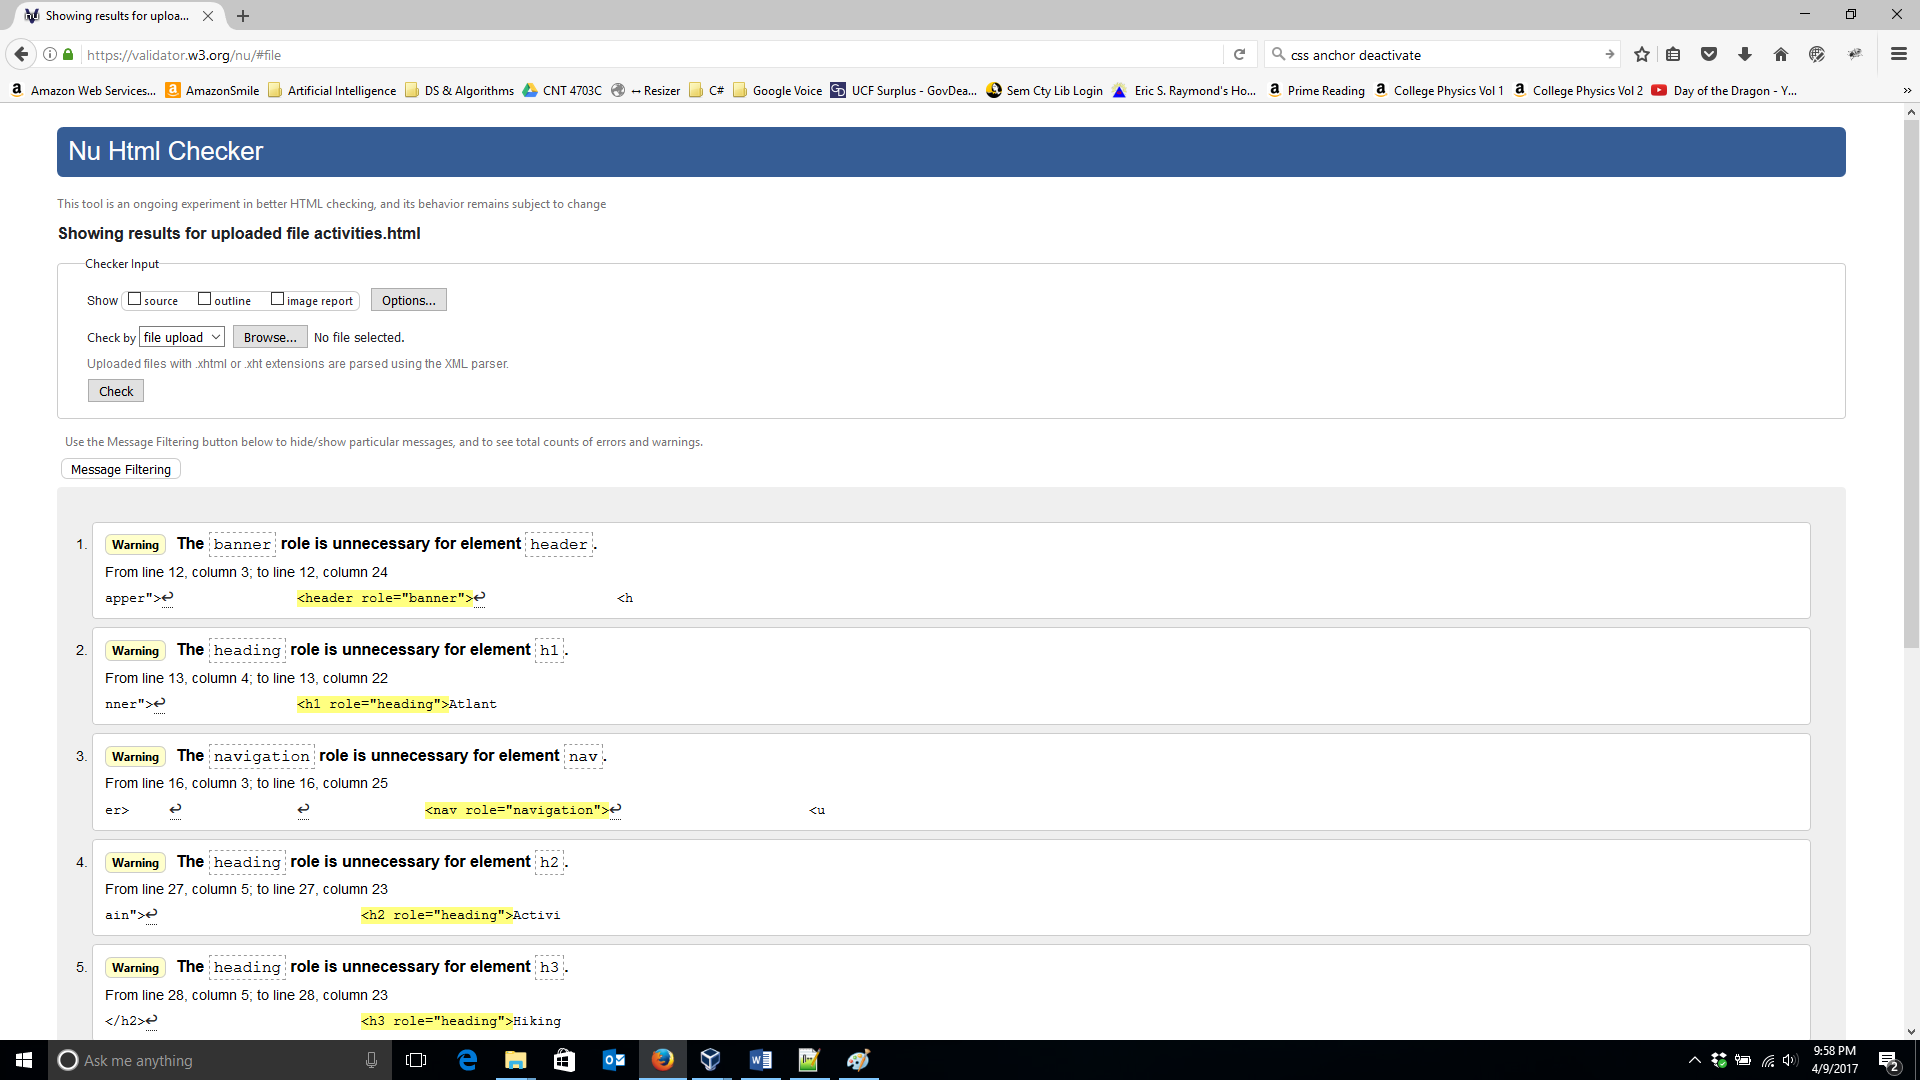 Showing results for uploa...
https://validator.w3.org/nu/#file
css anchor deactivate
Amazon Web Services... AmazonSmile Artificial Intelligence DS & Algorithms CNT 4703C ↔ Resizer C# Google Voice UCF Surplus - GovDea... Sem Cty Lib Login Eric S. Raymond's Ho... Prime Reading College Physics Vol 1 College Physics Vol 2 Day of the Dragon - Y...
Nu Html Checker
This tool is an ongoing experiment in better HTML checking, and its behavior remains subject to change
Showing results for uploaded file activities.html
Checker Input
Show source outline image report Options...
Check by file upload Browse... No file selected.
Uploaded files with .xhtml or .xht extensions are parsed using the XML parser.
Check
Use the Message Filtering button below to hide/show particular messages, and to see total counts of errors and warnings.
Message Filtering
1. Warning The banner role is unnecessary for element header.
From line 12, column 3; to line 12, column 24
apper">↩ <header role="banner">↩ <h
2. Warning The heading role is unnecessary for element h1.
From line 13, column 4; to line 13, column 22
nner">↩ <h1 role="heading">Atlant
3. Warning The navigation role is unnecessary for element nav.
From line 16, column 3; to line 16, column 25
er> ↩ ↩ <nav role="navigation">↩ <u
4. Warning The heading role is unnecessary for element h2.
From line 27, column 5; to line 27, column 23
ain">↩ <h2 role="heading">Activi
5. Warning The heading role is unnecessary for element h3.
From line 28, column 5; to line 28, column 23
</h2>↩ <h3 role="heading">Hiking
Ask me anything
9:58 PM
4/9/2017
2